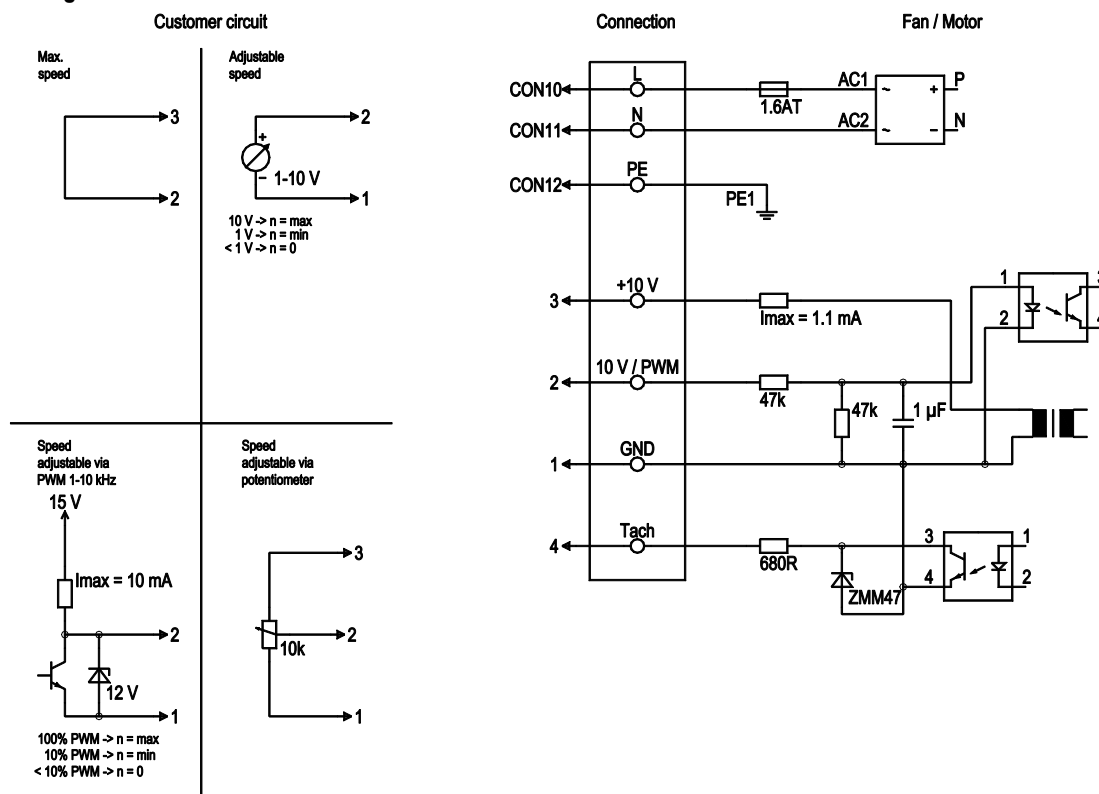 Customer circuit
Connection
Fan / Motor
Max.
speed
3
2
Adjustable
speed
2
+
–
1-10 V
1
10 V -> n = max
1 V -> n = min
< 1 V -> n = 0
Speed
adjustable via
PWM 1-10 kHz
15 V
Imax = 10 mA
2
12 V
1
100% PWM -> n = max
10% PWM -> n = min
< 10% PWM -> n = 0
Speed
adjustable via
potentiometer
3
2
10k
1
CON10
L
1.6AT
AC1
~
+
P
CON11
N
AC2
~
–
N
CON12
PE
PE1
3
+10 V
Imax = 1.1 mA
1
2
3
4
2
10 V / PWM
47k
47k
1 µF
1
GND
4
Tach
680R
ZMM47
3
4
1
2